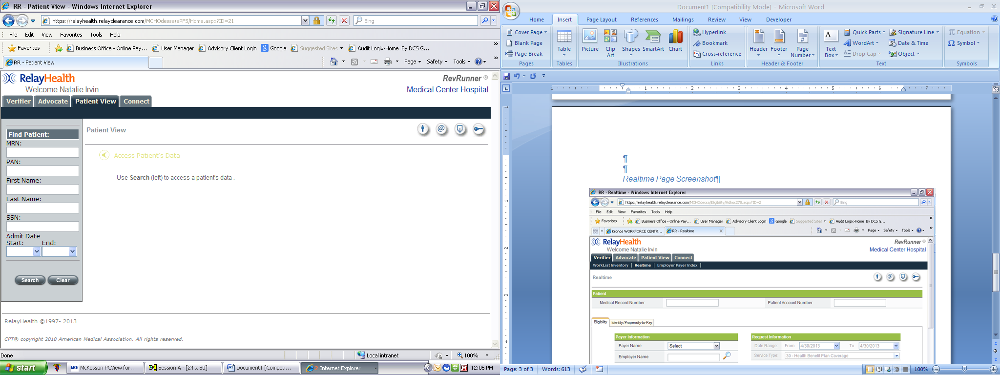 RR - Patient View - Windows Internet Explorer
https://relayhealth.relayclearance.com/MCHOdessa/ePFS/Home.aspx?ID=21
Bing
File Edit View Favorites Tools Help
Favorites Business Office - Online Pay... User Manager Advisory Client Login Google Suggested Sites Audit Logix-Home By DCS G...
RR - Patient View
Page Safety Tools
RelayHealth
RevRunner ®
Welcome Natalie Irvin
Medical Center Hospital
Verifier Advocate Patient View Connect
Find Patient:
MRN:
PAN:
First Name:
Last Name:
SSN:
Admit Date
Start: End:
Search Clear
Patient View
Access Patient's Data
Use Search (left) to access a patient's data .
RelayHealth ©1997- 2013
CPT® copyright 2010 American Medical Association. All rights reserved.
Done Local intranet 100%
start McKesson PCView for... Session A - [24 x 80] Document1 [Compati... 2 Internet Explorer 12:05 PM
Document1 [Compatibility Mode] - Microsoft Word
Home Insert Page Layout References Mailings Review View Developer
Cover Page
Blank Page
Page Break
Pages
Table
Tables
Picture Clip Art Shapes SmartArt Chart
Illustrations
Hyperlink
Bookmark
Cross-reference
Links
Header Footer Page Number
Header & Footer
Text Box
Quick Parts
WordArt
Drop Cap
Signature Line
Date & Time
Object
Text
Equation
Symbol
Symbols
1 1 2 3 4 5 6 7
¶
¶
Realtime·Page·Screenshot¶
RR - Realtime - Windows Internet Explorer
https://relayhealth.relayclearance.com/MCHOdessa/Eligibility/Adhoc270.aspx?ID=2
Bing
File Edit View Favorites Tools Help
Favorites Business Office - Online Pay... User Manager Advisory Client Login Google Suggested Sites Audit Logix-Home By DCS G...
Kronos WORKFORCE CENTR... RR - Realtime
Page Safety Tools
RelayHealth
RevRunner ®
Welcome Natalie Irvin
Medical Center Hospital
Verifier Advocate Patient View Connect
WorkList Inventory | Realtime | Employer Payer Index |
Realtime
Patient
Medical Record Number Patient Account Number
Eligibility Identity/Propensity-to-Pay
Payer Information
Payer Name Select
Employer Name
Request Information
Date Range: From 4/30/2013 To 4/30/2013
Service Type: 30 - Health Benefit Plan Coverage
Page: 3 of 3 Words: 613 100%